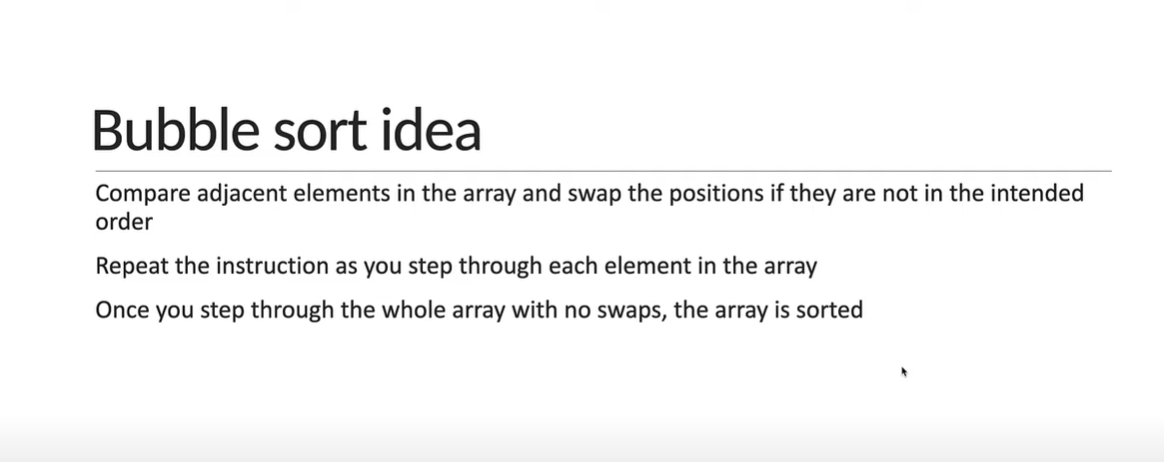 Bubble sort idea
Compare adjacent elements in the array and swap the positions if they are not in the intended
order
Repeat the instruction as you step through each element in the array
Once you step through the whole array with no swaps, the array is sorted